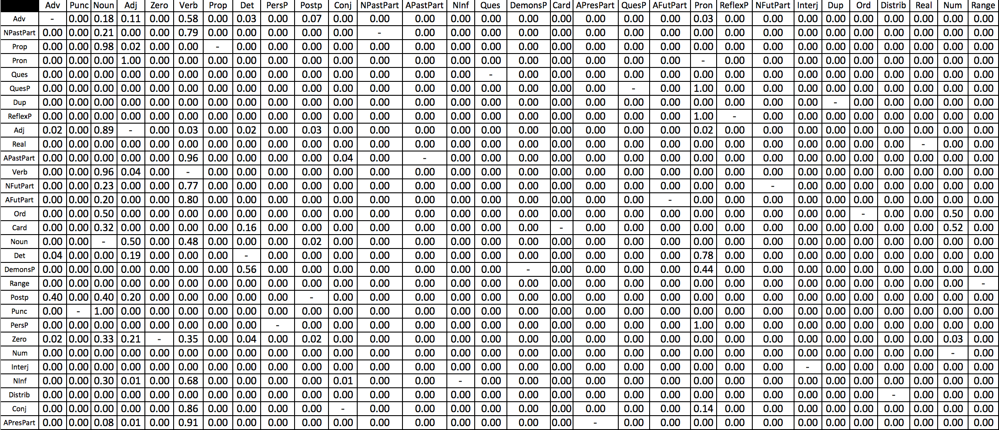 Adv Punc Noun Adj Zero Verb Prop Det PersP Postp Conj NPastPart APastPart NInf Ques DemonsP Card APresPart QuesP AFutPart Pron ReflexP NFutPart Interj Dup Ord Distrib Real Num Range
Adv - 0.00 0.18 0.11 0.00 0.58 0.00 0.03 0.00 0.07 0.00 0.00 0.00 0.00 0.00 0.00 0.00 0.00 0.00 0.00 0.03 0.00 0.00 0.00 0.00 0.00 0.00 0.00 0.00 0.00
NPastPart 0.00 0.00 0.21 0.00 0.00 0.79 0.00 0.00 0.00 0.00 0.00 - 0.00 0.00 0.00 0.00 0.00 0.00 0.00 0.00 0.00 0.00 0.00 0.00 0.00 0.00 0.00 0.00 0.00 0.00
Prop 0.00 0.00 0.98 0.02 0.00 0.00 - 0.00 0.00 0.00 0.00 0.00 0.00 0.00 0.00 0.00 0.00 0.00 0.00 0.00 0.00 0.00 0.00 0.00 0.00 0.00 0.00 0.00 0.00 0.00
Pron 0.00 0.00 0.00 1.00 0.00 0.00 0.00 0.00 0.00 0.00 0.00 0.00 0.00 0.00 0.00 0.00 0.00 0.00 0.00 0.00 - 0.00 0.00 0.00 0.00 0.00 0.00 0.00 0.00 0.00
Ques 0.00 0.00 0.00 0.00 0.00 0.00 0.00 0.00 0.00 0.00 0.00 0.00 0.00 0.00 - 0.00 0.00 0.00 0.00 0.00 0.00 0.00 0.00 0.00 0.00 0.00 0.00 0.00 0.00 0.00
QuesP 0.00 0.00 0.00 0.00 0.00 0.00 0.00 0.00 0.00 0.00 0.00 0.00 0.00 0.00 0.00 0.00 0.00 0.00 - 0.00 1.00 0.00 0.00 0.00 0.00 0.00 0.00 0.00 0.00 0.00
Dup 0.00 0.00 0.00 0.00 0.00 0.00 0.00 0.00 0.00 0.00 0.00 0.00 0.00 0.00 0.00 0.00 0.00 0.00 0.00 0.00 0.00 0.00 0.00 0.00 - 0.00 0.00 0.00 0.00 0.00
ReflexP 0.00 0.00 0.00 0.00 0.00 0.00 0.00 0.00 0.00 0.00 0.00 0.00 0.00 0.00 0.00 0.00 0.00 0.00 0.00 0.00 1.00 - 0.00 0.00 0.00 0.00 0.00 0.00 0.00 0.00
Adj 0.02 0.00 0.89 - 0.00 0.03 0.00 0.02 0.00 0.03 0.00 0.00 0.00 0.00 0.00 0.00 0.00 0.00 0.00 0.00 0.02 0.00 0.00 0.00 0.00 0.00 0.00 0.00 0.00 0.00
Real 0.00 0.00 0.00 0.00 0.00 0.00 0.00 0.00 0.00 0.00 0.00 0.00 0.00 0.00 0.00 0.00 0.00 0.00 0.00 0.00 0.00 0.00 0.00 0.00 0.00 0.00 0.00 - 0.00 0.00
APastPart 0.00 0.00 0.00 0.00 0.00 0.96 0.00 0.00 0.00 0.00 0.04 0.00 - 0.00 0.00 0.00 0.00 0.00 0.00 0.00 0.00 0.00 0.00 0.00 0.00 0.00 0.00 0.00 0.00 0.00
Verb 0.00 0.00 0.96 0.04 0.00 - 0.00 0.00 0.00 0.00 0.00 0.00 0.00 0.00 0.00 0.00 0.00 0.00 0.00 0.00 0.00 0.00 0.00 0.00 0.00 0.00 0.00 0.00 0.00 0.00
NFutPart 0.00 0.00 0.23 0.00 0.00 0.77 0.00 0.00 0.00 0.00 0.00 0.00 0.00 0.00 0.00 0.00 0.00 0.00 0.00 0.00 0.00 0.00 - 0.00 0.00 0.00 0.00 0.00 0.00 0.00
AFutPart 0.00 0.00 0.20 0.00 0.00 0.80 0.00 0.00 0.00 0.00 0.00 0.00 0.00 0.00 0.00 0.00 0.00 0.00 0.00 - 0.00 0.00 0.00 0.00 0.00 0.00 0.00 0.00 0.00 0.00
Ord 0.00 0.00 0.50 0.00 0.00 0.00 0.00 0.00 0.00 0.00 0.00 0.00 0.00 0.00 0.00 0.00 0.00 0.00 0.00 0.00 0.00 0.00 0.00 0.00 0.00 - 0.00 0.00 0.50 0.00
Card 0.00 0.00 0.32 0.00 0.00 0.00 0.00 0.16 0.00 0.00 0.00 0.00 0.00 0.00 0.00 0.00 - 0.00 0.00 0.00 0.00 0.00 0.00 0.00 0.00 0.00 0.00 0.00 0.52 0.00
Noun 0.00 0.00 - 0.50 0.00 0.48 0.00 0.00 0.00 0.02 0.00 0.00 0.00 0.00 0.00 0.00 0.00 0.00 0.00 0.00 0.00 0.00 0.00 0.00 0.00 0.00 0.00 0.00 0.00 0.00
Det 0.04 0.00 0.00 0.19 0.00 0.00 0.00 - 0.00 0.00 0.00 0.00 0.00 0.00 0.00 0.00 0.00 0.00 0.00 0.00 0.78 0.00 0.00 0.00 0.00 0.00 0.00 0.00 0.00 0.00
DemonsP 0.00 0.00 0.00 0.00 0.00 0.00 0.00 0.56 0.00 0.00 0.00 0.00 0.00 0.00 0.00 - 0.00 0.00 0.00 0.00 0.44 0.00 0.00 0.00 0.00 0.00 0.00 0.00 0.00 0.00
Range 0.00 0.00 0.00 0.00 0.00 0.00 0.00 0.00 0.00 0.00 0.00 0.00 0.00 0.00 0.00 0.00 0.00 0.00 0.00 0.00 0.00 0.00 0.00 0.00 0.00 0.00 0.00 0.00 0.00 -
Postp 0.40 0.00 0.40 0.20 0.00 0.00 0.00 0.00 0.00 - 0.00 0.00 0.00 0.00 0.00 0.00 0.00 0.00 0.00 0.00 0.00 0.00 0.00 0.00 0.00 0.00 0.00 0.00 0.00 0.00
Punc 0.00 - 1.00 0.00 0.00 0.00 0.00 0.00 0.00 0.00 0.00 0.00 0.00 0.00 0.00 0.00 0.00 0.00 0.00 0.00 0.00 0.00 0.00 0.00 0.00 0.00 0.00 0.00 0.00 0.00
PersP 0.00 0.00 0.00 0.00 0.00 0.00 0.00 0.00 - 0.00 0.00 0.00 0.00 0.00 0.00 0.00 0.00 0.00 0.00 0.00 1.00 0.00 0.00 0.00 0.00 0.00 0.00 0.00 0.00 0.00
Zero 0.02 0.00 0.33 0.21 - 0.35 0.00 0.04 0.00 0.02 0.00 0.00 0.00 0.00 0.00 0.00 0.00 0.00 0.00 0.00 0.00 0.00 0.00 0.00 0.00 0.00 0.00 0.00 0.03 0.00
Num 0.00 0.00 0.00 0.00 0.00 0.00 0.00 0.00 0.00 0.00 0.00 0.00 0.00 0.00 0.00 0.00 0.00 0.00 0.00 0.00 0.00 0.00 0.00 0.00 0.00 0.00 0.00 0.00 - 0.00
Interj 0.00 0.00 0.00 0.00 0.00 0.00 0.00 0.00 0.00 0.00 0.00 0.00 0.00 0.00 0.00 0.00 0.00 0.00 0.00 0.00 0.00 0.00 0.00 - 0.00 0.00 0.00 0.00 0.00 0.00
NInf 0.00 0.00 0.30 0.01 0.00 0.68 0.00 0.00 0.00 0.00 0.01 0.00 0.00 - 0.00 0.00 0.00 0.00 0.00 0.00 0.00 0.00 0.00 0.00 0.00 0.00 0.00 0.00 0.00 0.00
Distrib 0.00 0.00 0.00 0.00 0.00 0.00 0.00 0.00 0.00 0.00 0.00 0.00 0.00 0.00 0.00 0.00 0.00 0.00 0.00 0.00 0.00 0.00 0.00 0.00 0.00 0.00 - 0.00 0.00 0.00
Conj 0.00 0.00 0.00 0.00 0.00 0.86 0.00 0.00 0.00 0.00 - 0.00 0.00 0.00 0.00 0.00 0.00 0.00 0.00 0.00 0.14 0.00 0.00 0.00 0.00 0.00 0.00 0.00 0.00 0.00
APresPart 0.00 0.00 0.08 0.01 0.00 0.91 0.00 0.00 0.00 0.00 0.00 0.00 0.00 0.00 0.00 0.00 0.00 - 0.00 0.00 0.00 0.00 0.00 0.00 0.00 0.00 0.00 0.00 0.00 0.00